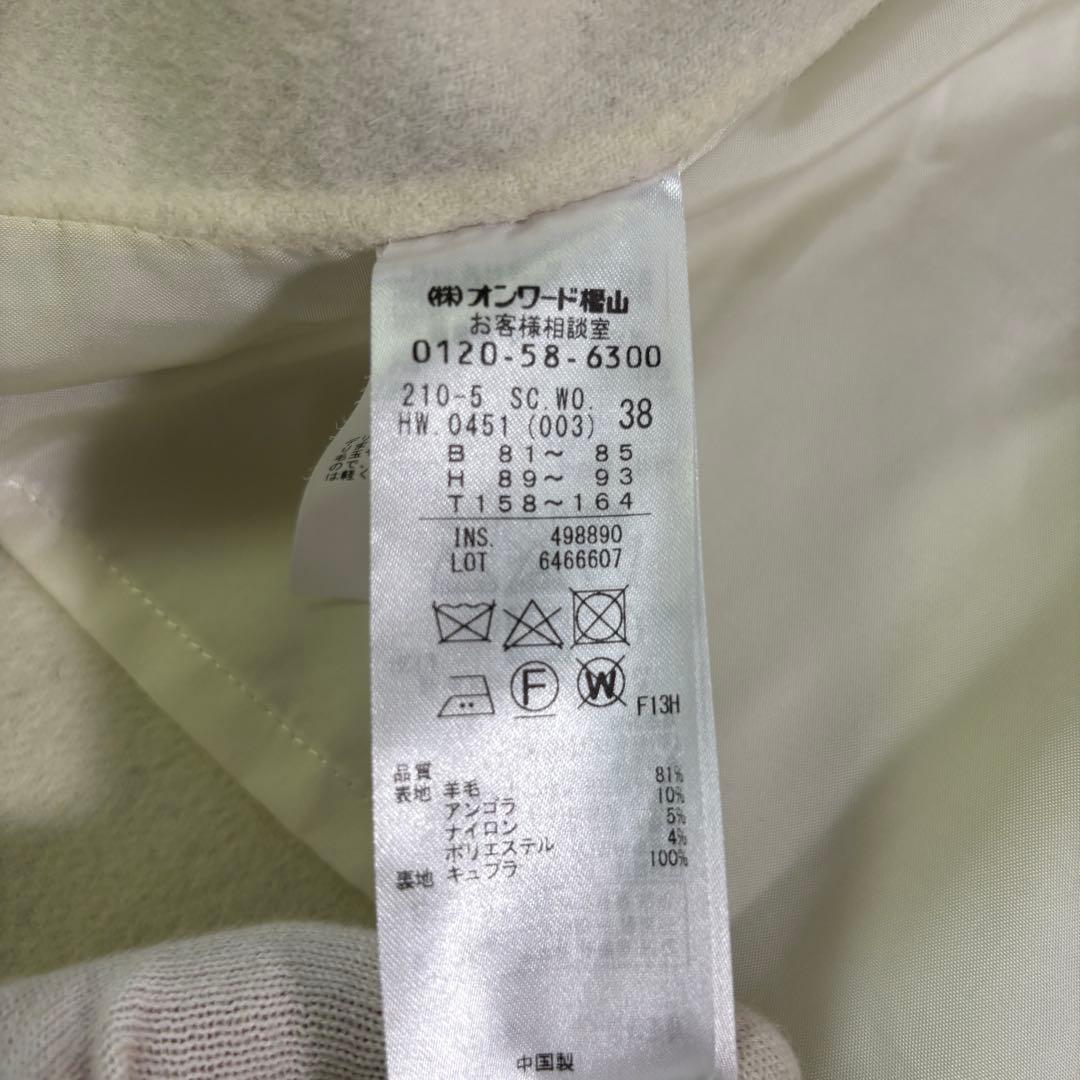 (株)オンワード樫山
お客様相談室
0120-58-6300
210-5 SC.WO.
HW.0451(003) 38
B 81～ 85
H 89～ 93
T158～164
INS. 498890
LOT 6466607
F
W
F13H
品質
表地 羊毛 81%
アンゴラ 10%
ナイロン 5%
ポリエステル 4%
裏地 キュプラ 100%
中国製